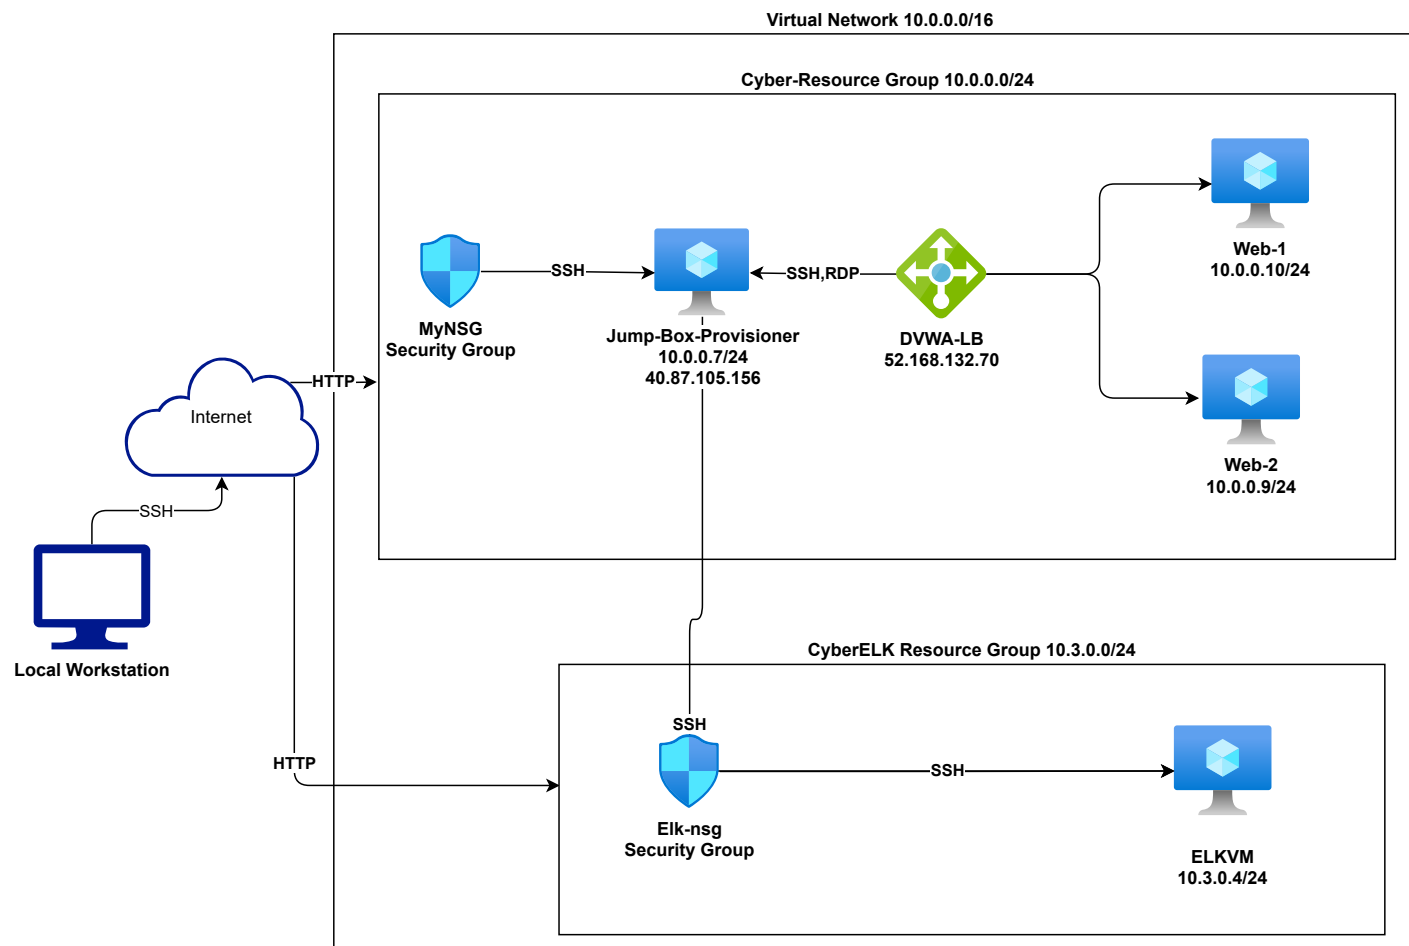 Virtual Network 10.0.0.0/16
Cyber-Resource Group 10.0.0.0/24
Web-1
10.0.0.10/24
SSH
SSH,RDP
MyNSG
Security Group
Jump-Box-Provisioner
10.0.0.7/24
40.87.105.156
DVWA-LB
52.168.132.70
HTTP
Internet
Web-2
10.0.0.9/24
SSH
Local Workstation
CyberELK Resource Group 10.3.0.0/24
SSH
HTTP
SSH
Elk-nsg
Security Group
ELKVM
10.3.0.4/24